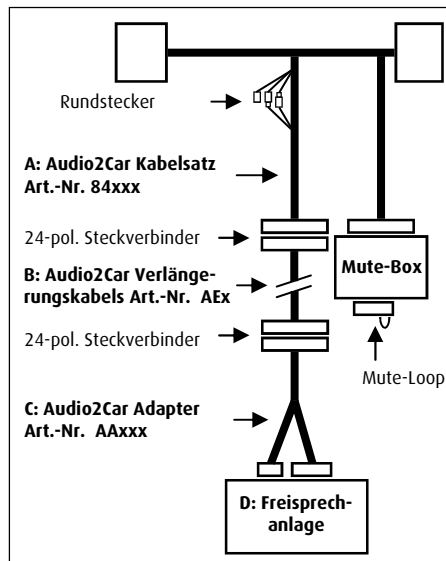 Rundstecker
A: Audio2Car Kabelsatz
Art.-Nr. 84xxx
24-pol. Steckverbinder
B: Audio2Car Verlänge-
rungskabels Art.-Nr. AEx
Mute-Box
24-pol. Steckverbinder
Mute-Loop
C: Audio2Car Adapter
Art.-Nr. AAxxx
D: Freisprech-
anlage